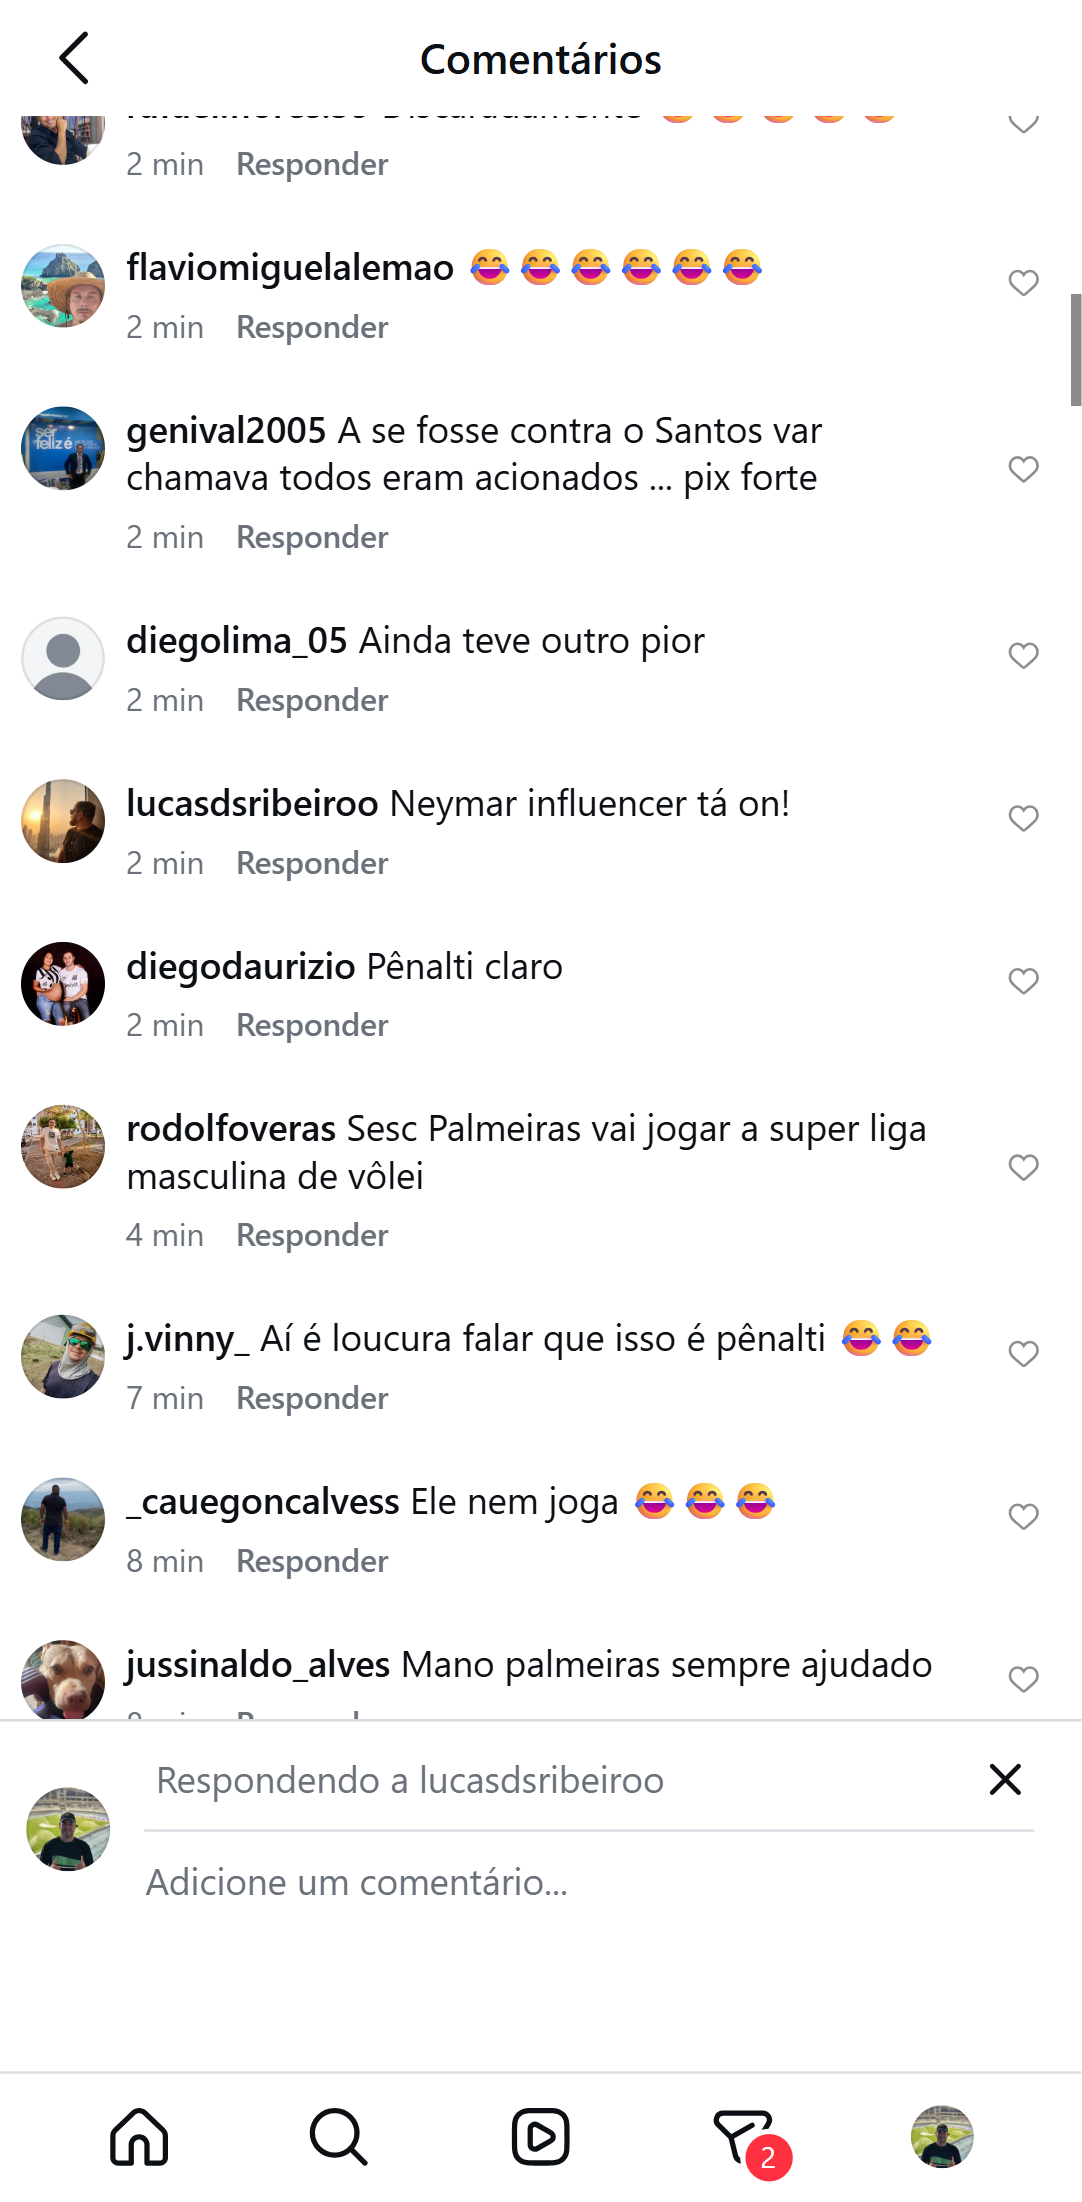 Comentários
2 min Responder
flaviomiguelalemao 😂😂😂😂😂😂
2 min Responder
genival2005 A se fosse contra o Santos var
chamava todos eram acionados ... pix forte
2 min Responder
diegolima_05 Ainda teve outro pior
2 min Responder
lucasdsribeiroo Neymar influencer tá on!
2 min Responder
diegodaurizio Pênalti claro
2 min Responder
rodolfoveras Sesc Palmeiras vai jogar a super liga
masculina de vôlei
4 min Responder
j.vinny_ Aí é loucura falar que isso é pênalti 😂😂
7 min Responder
_cauegoncalvess Ele nem joga 😂😂😂
8 min Responder
jussinaldo_alves Mano palmeiras sempre ajudado
Respondendo a lucasdsribeiroo
Adicione um comentário...
2